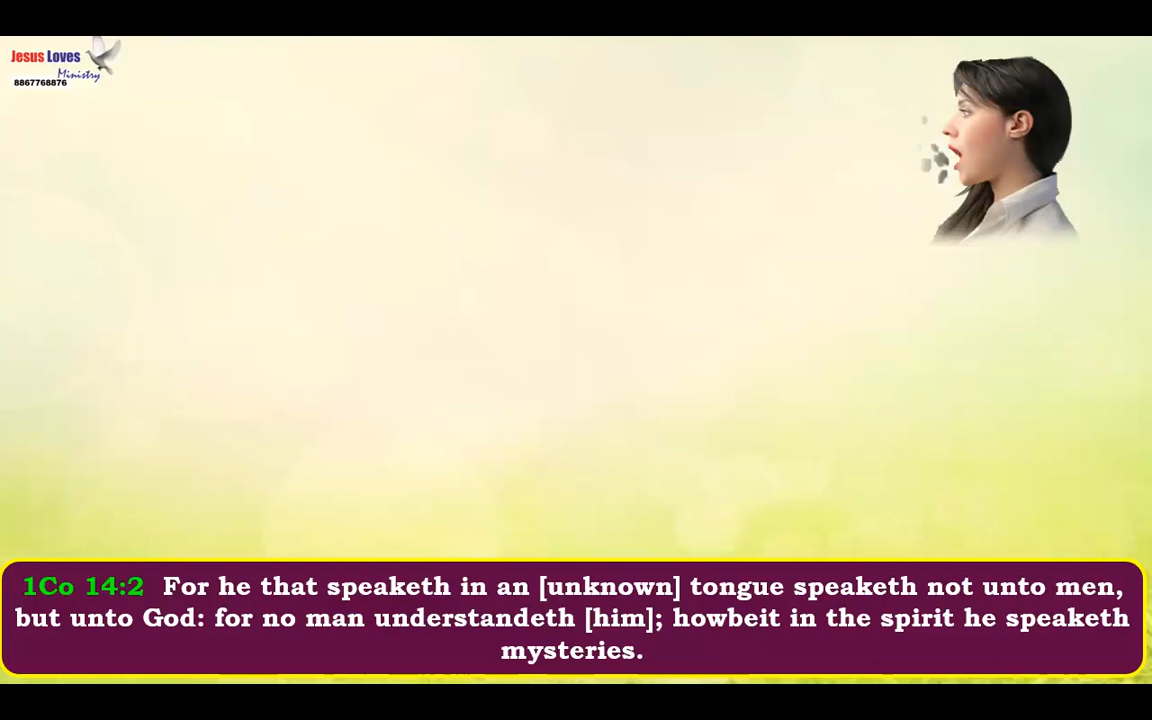 Jesus Loves
Ministry
8867768876
1Co 14:2 For he that speaketh in an [unknown] tongue speaketh not unto men,
but unto God: for no man understandeth [him]; howbeit in the spirit he speaketh
mysteries.